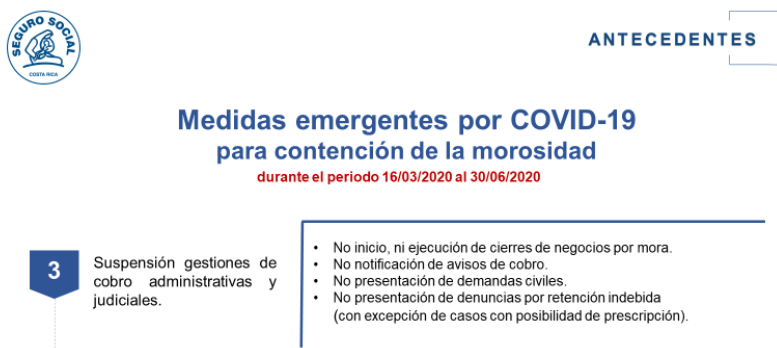 SEGURO SOCIAL
COSTA RICA
ANTECEDENTES
Medidas emergentes por COVID-19
para contención de la morosidad
durante el periodo 16/03/2020 al 30/06/2020
3
Suspensión gestiones de
cobro administrativas y
judiciales.
• No inicio, ni ejecución de cierres de negocios por mora.
• No notificación de avisos de cobro.
• No presentación de demandas civiles.
• No presentación de denuncias por retención indebida
(con excepción de casos con posibilidad de prescripción).